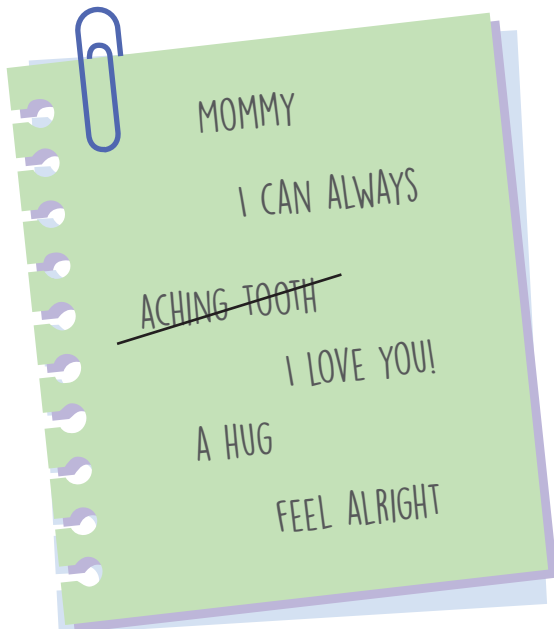 MOMMY
I CAN ALWAYS
ACHING TOOTH
I LOVE YOU!
A HUG
FEEL ALRIGHT